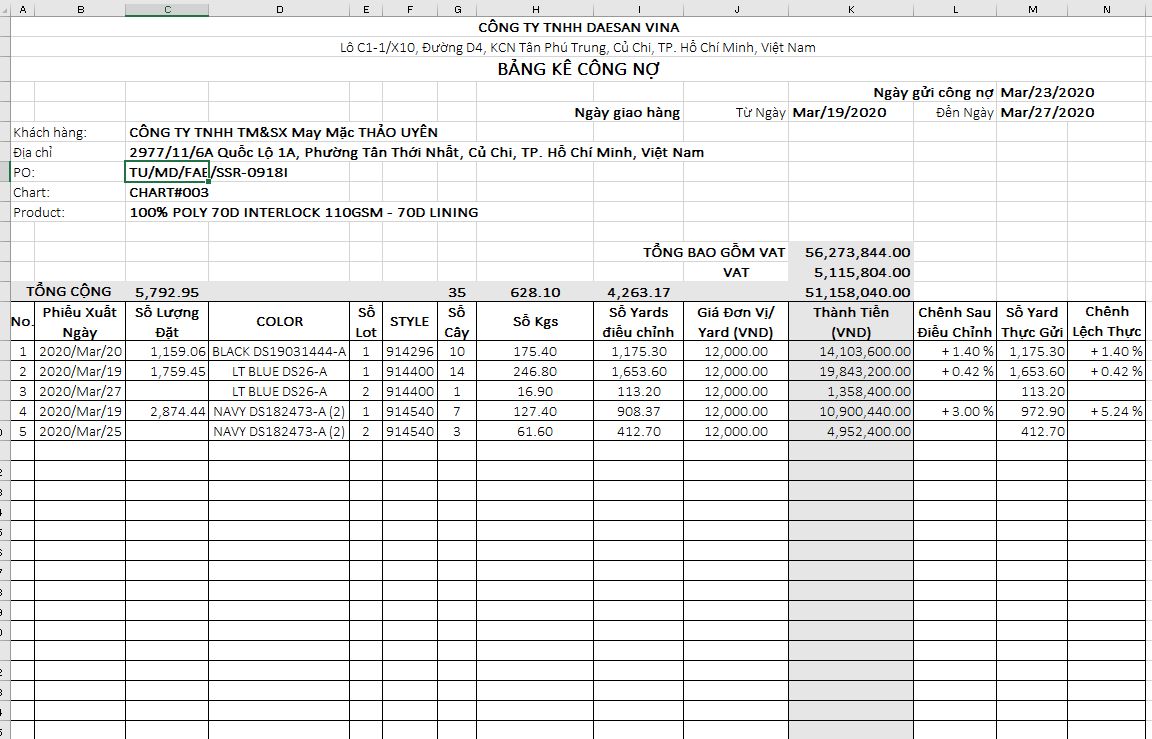 A B C D E F G H I J K L M N
CÔNG TY TNHH DAESAN VINA
Lô C1-1/X10, Đường D4, KCN Tân Phú Trung, Củ Chi, TP. Hồ Chí Minh, Việt Nam
BẢNG KÊ CÔNG NỢ
Ngày gửi công nợ Mar/23/2020
Ngày giao hàng Từ Ngày Mar/19/2020 Đến Ngày Mar/27/2020
Khách hàng: CÔNG TY TNHH TM&SX May Mặc THẢO UYÊN
Địa chỉ 2977/11/6A Quốc Lộ 1A, Phường Tân Thới Nhất, Củ Chi, TP. Hồ Chí Minh, Việt Nam
PO: TU/MD/FAB/SSR-0918I
Chart: CHART#003
Product: 100% POLY 70D INTERLOCK 110GSM - 70D LINING
TỔNG BAO GỒM VAT 56,273,844.00
VAT 5,115,804.00
TỔNG CỘNG 5,792.95 35 628.10 4,263.17 51,158,040.00
No. Phiếu Xuất Ngày Số Lượng Đặt COLOR Số Lot STYLE Số Cây Số Kgs Số Yards điều chỉnh Giá Đơn Vị/ Yard (VND) Thành Tiền (VND) Chênh Sau Điều Chỉnh Số Yard Thực Gửi Chênh Lệch Thực
1 2020/Mar/20 1,159.06 BLACK DS19031444-A 1 914296 10 175.40 1,175.30 12,000.00 14,103,600.00 +1.40 % 1,175.30 +1.40 %
2 2020/Mar/19 1,759.45 LT BLUE DS26-A 1 914400 14 246.80 1,653.60 12,000.00 19,843,200.00 +0.42 % 1,653.60 +0.42 %
3 2020/Mar/27 LT BLUE DS26-A 2 914400 1 16.90 113.20 12,000.00 1,358,400.00 113.20
4 2020/Mar/19 2,874.44 NAVY DS182473-A (2) 1 914540 7 127.40 908.37 12,000.00 10,900,440.00 +3.00 % 972.90 +5.24 %
5 2020/Mar/25 NAVY DS182473-A (2) 2 914540 3 61.60 412.70 12,000.00 4,952,400.00 412.70